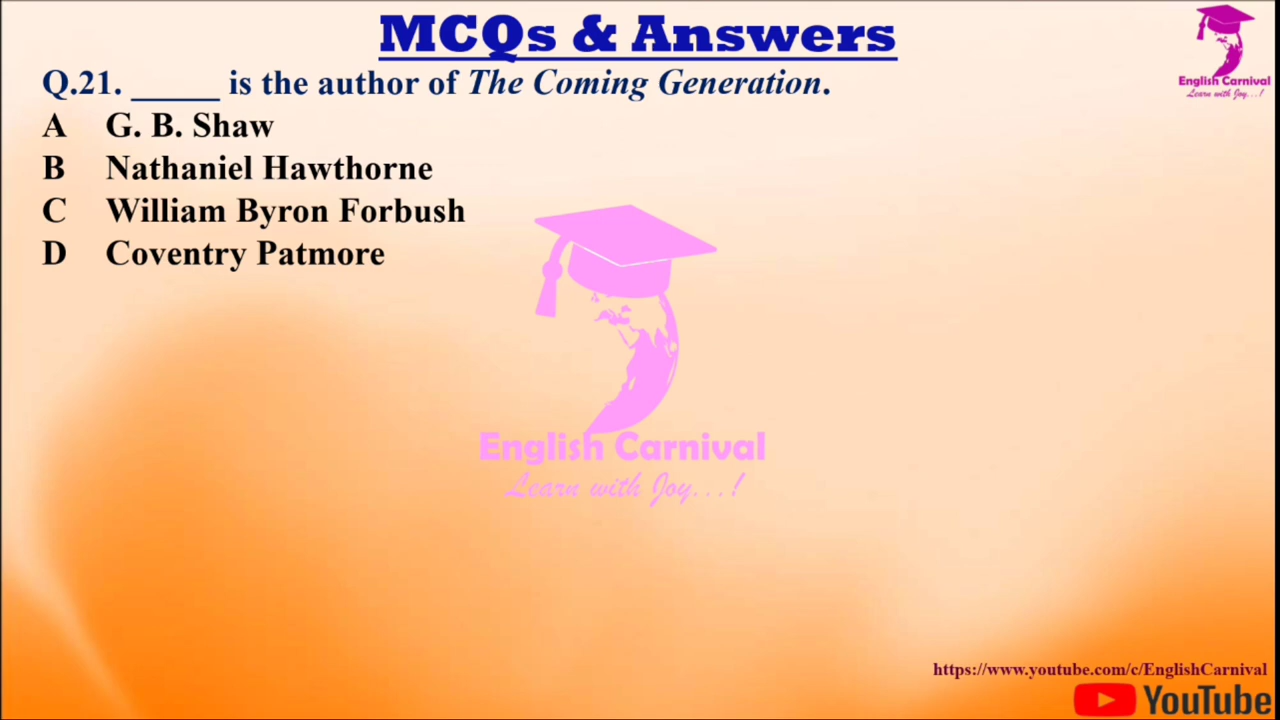 MCQs & Answers
English Carnival
Learn with Joy...!
Q.21. _____ is the author of The Coming Generation.
A G. B. Shaw
B Nathaniel Hawthorne
C William Byron Forbush
D Coventry Patmore
English Carnival
Learn with Joy...!
https://www.youtube.com/c/EnglishCarnival
YouTube